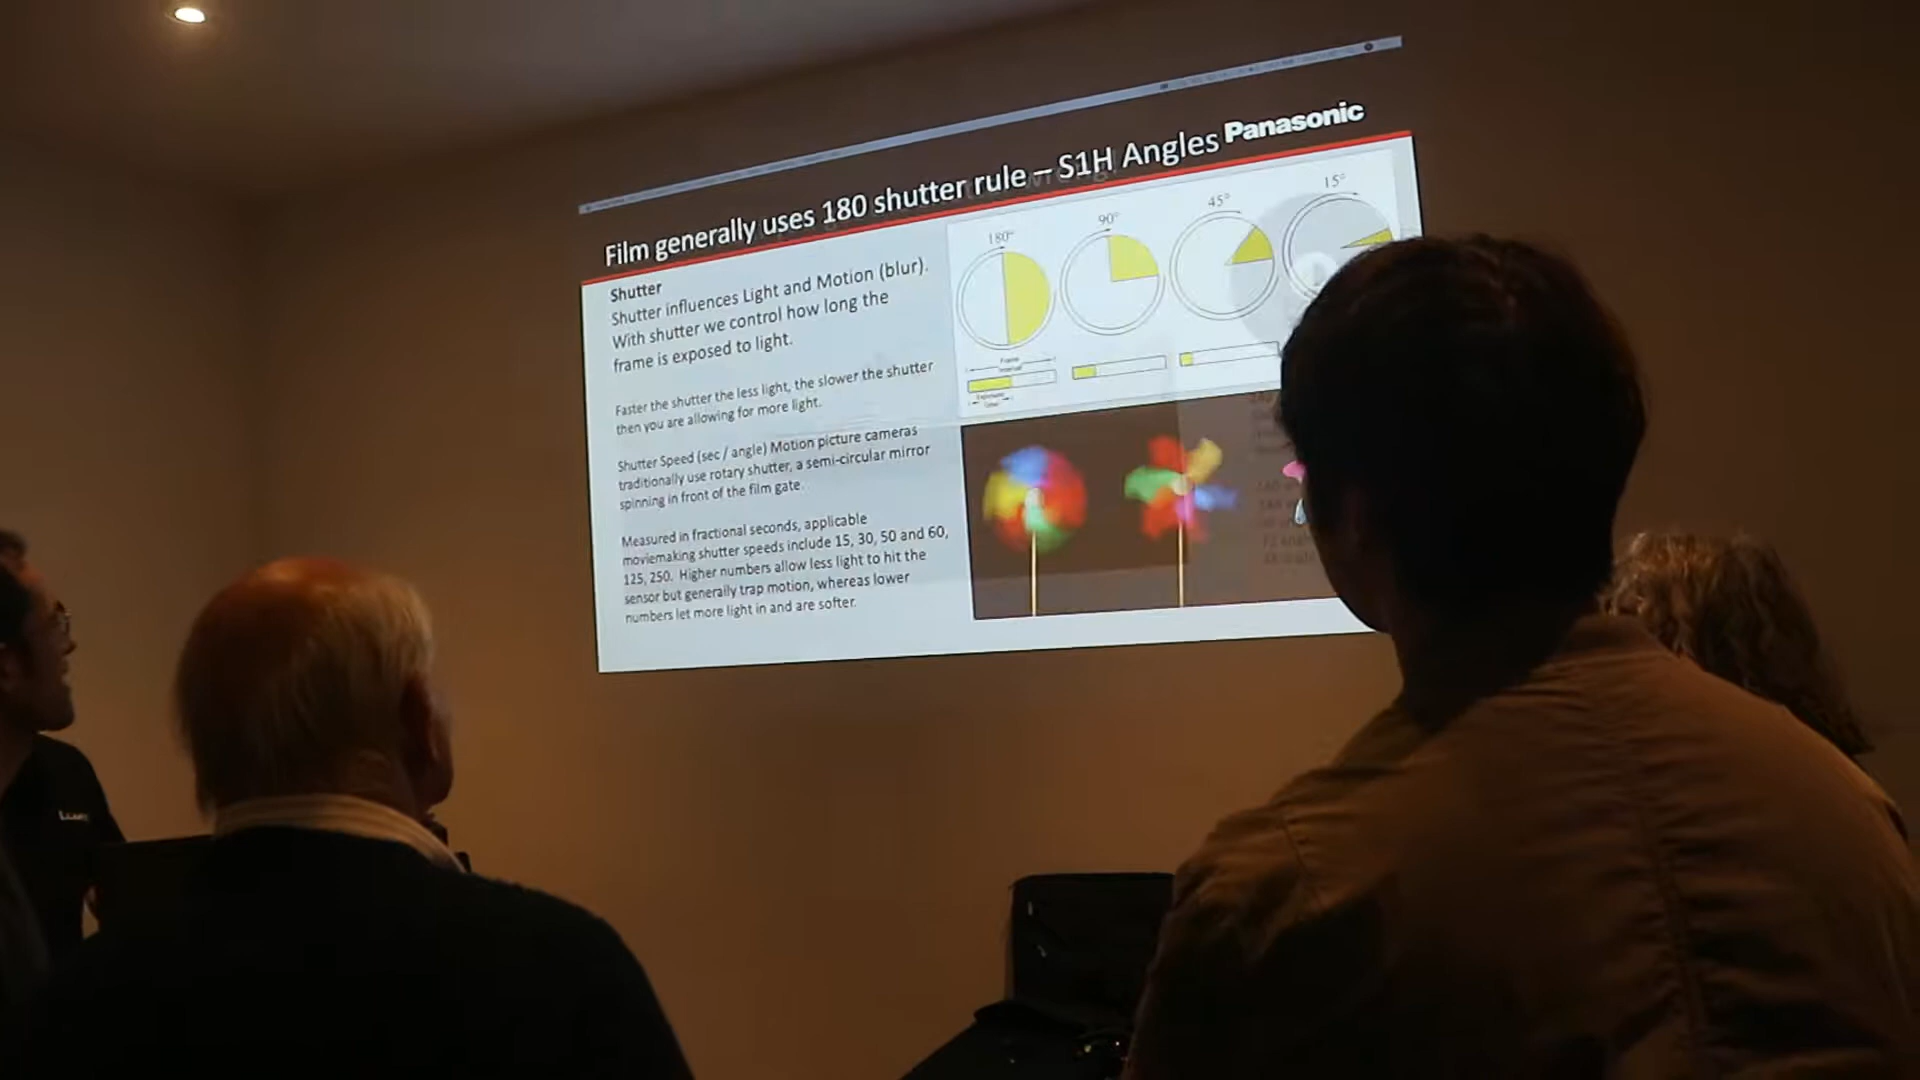 Film generally uses 180 shutter rule – S1H Angles
Panasonic
Shutter
Shutter influences Light and Motion (blur).
With shutter we control how long the
frame is exposed to light.
Faster the shutter the less light, the slower the shutter
then you are allowing for more light.
Shutter Speed (sec / angle) Motion picture cameras
traditionally use rotary shutter, a semi-circular mirror
spinning in front of the film gate.
Measured in fractional seconds, applicable
moviemaking shutter speeds include 15, 30, 50 and 60,
125, 250. Higher numbers allow less light to hit the
sensor but generally trap motion, whereas lower
numbers let more light in and are softer.
180°
90°
45°
15°
Frame
Interval
Exposure
Time